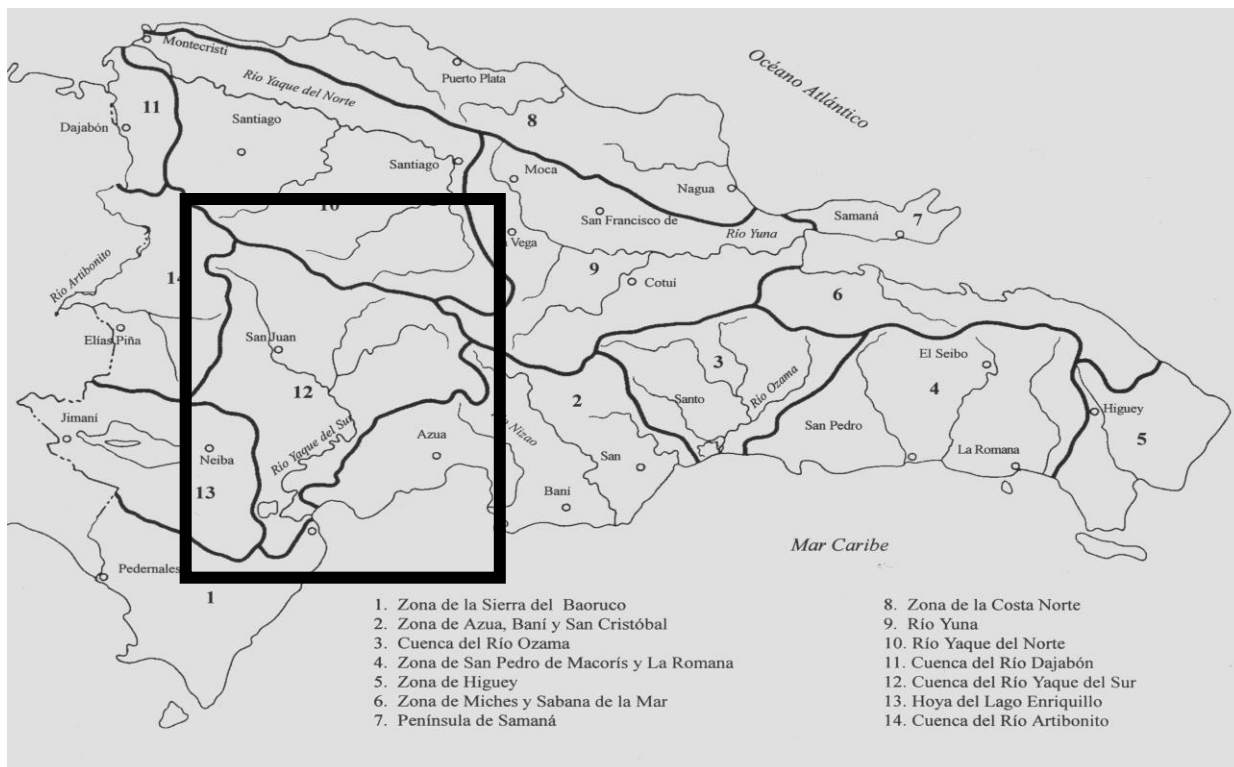 Montecristi
Océano Atlántico
Río Yaque del Norte
Puerto Plata
11
8
Dajabón
Santiago
Santiago
Moca
Nagua
10
San Francisco de
Samaná
7
Vega
Río Yuna
Río Artibonito
9
Cotuí
14
6
Elías Piña
San Juan
3
El Seibo
12
2
Santo
Río Ozama
4
Higuey
Jimaní
Azua
Río Nizao
San Pedro
5
Neiba
Río Yaque del Sur
San
La Romana
13
Baní
Mar Caribe
Pedernales
1
1. Zona de la Sierra del Baoruco
2. Zona de Azua, Baní y San Cristóbal
3. Cuenca del Río Ozama
4. Zona de San Pedro de Macorís y La Romana
5. Zona de Higuey
6. Zona de Miches y Sabana de la Mar
7. Península de Samaná
8. Zona de la Costa Norte
9. Río Yuna
10. Río Yaque del Norte
11. Cuenca del Río Dajabón
12. Cuenca del Río Yaque del Sur
13. Hoya del Lago Enriquillo
14. Cuenca del Río Artibonito